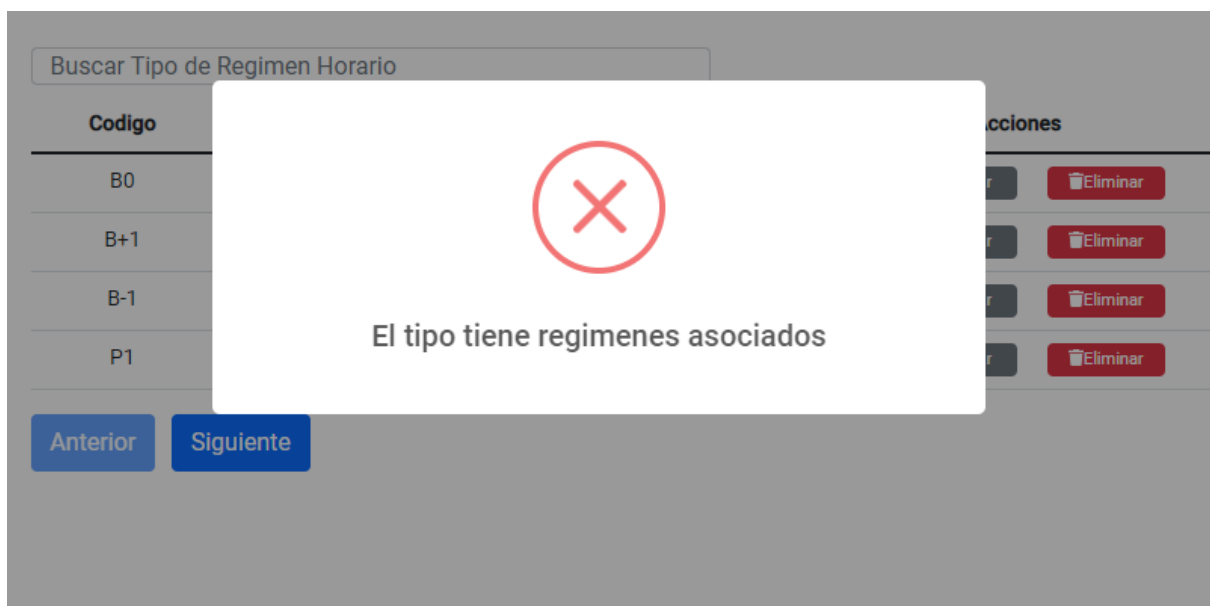 Buscar Tipo de Regimen Horario
Codigo cciones
B0 r Eliminar
B+1 r Eliminar
B-1 r Eliminar
P1 r Eliminar
El tipo tiene regimenes asociados
Anterior Siguiente